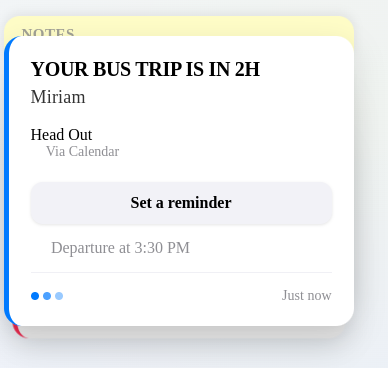 NOTES
YOUR BUS TRIP IS IN 2H
Miriam
Head Out
Via Calendar
Set a reminder
Departure at 3:30 PM
Just now